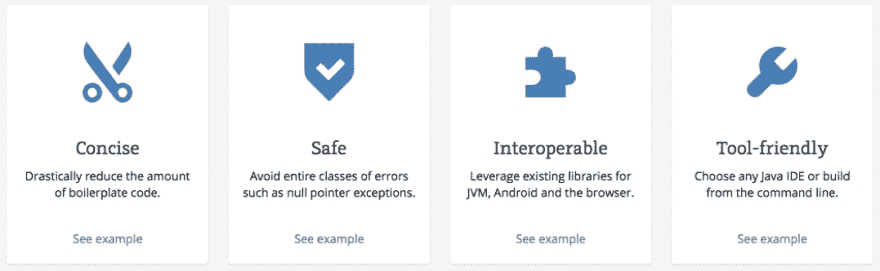 Concise
Drastically reduce the amount
of boilerplate code.
See example
Safe
Avoid entire classes of errors
such as null pointer exceptions.
See example
Interoperable
Leverage existing libraries for
JVM, Android and the browser.
See example
Tool-friendly
Choose any Java IDE or build
from the command line.
See example